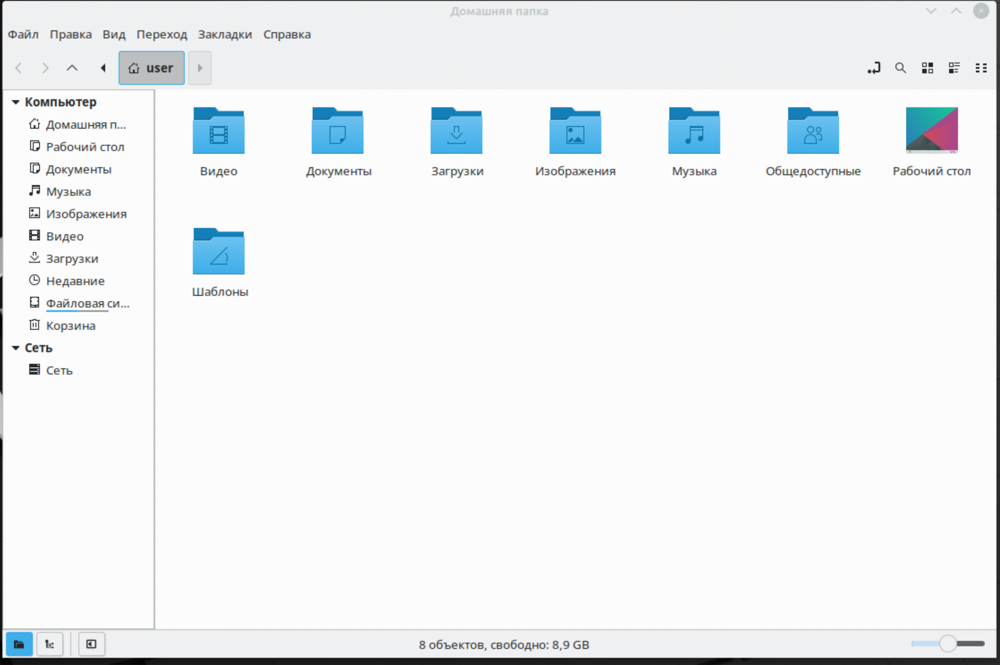 Домашняя папка
Файл Правка Вид Переход Закладки Справка
user
Компьютер
Домашняя п...
Рабочий стол
Документы
Музыка
Изображения
Видео
Загрузки
Недавние
Файловая си...
Корзина
Сеть
Сеть
Видео Документы Загрузки Изображения Музыка Общедоступные Рабочий стол
Шаблоны
8 объектов, свободно: 8,9 GB